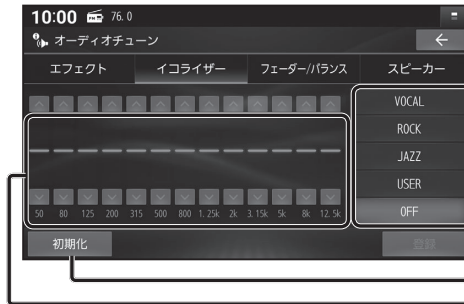 10:00 FM 76.0
オーディオチューン
エフェクト イコライザー フェーダー/バランス スピーカー
VOCAL
ROCK
JAZZ
USER
OFF
50 80 125 200 315 500 800 1.25k 2k 3.15k 5k 8k 12.5k
初期化 登録